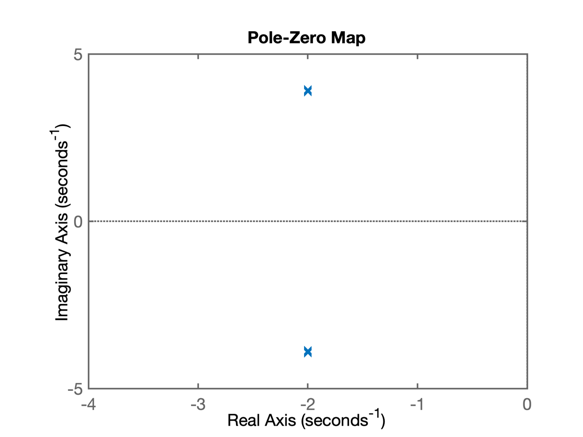 Pole-Zero Map
Imaginary Axis (seconds⁻¹)
5
0
-5
-4 -3 -2 -1 0
Real Axis (seconds⁻¹)